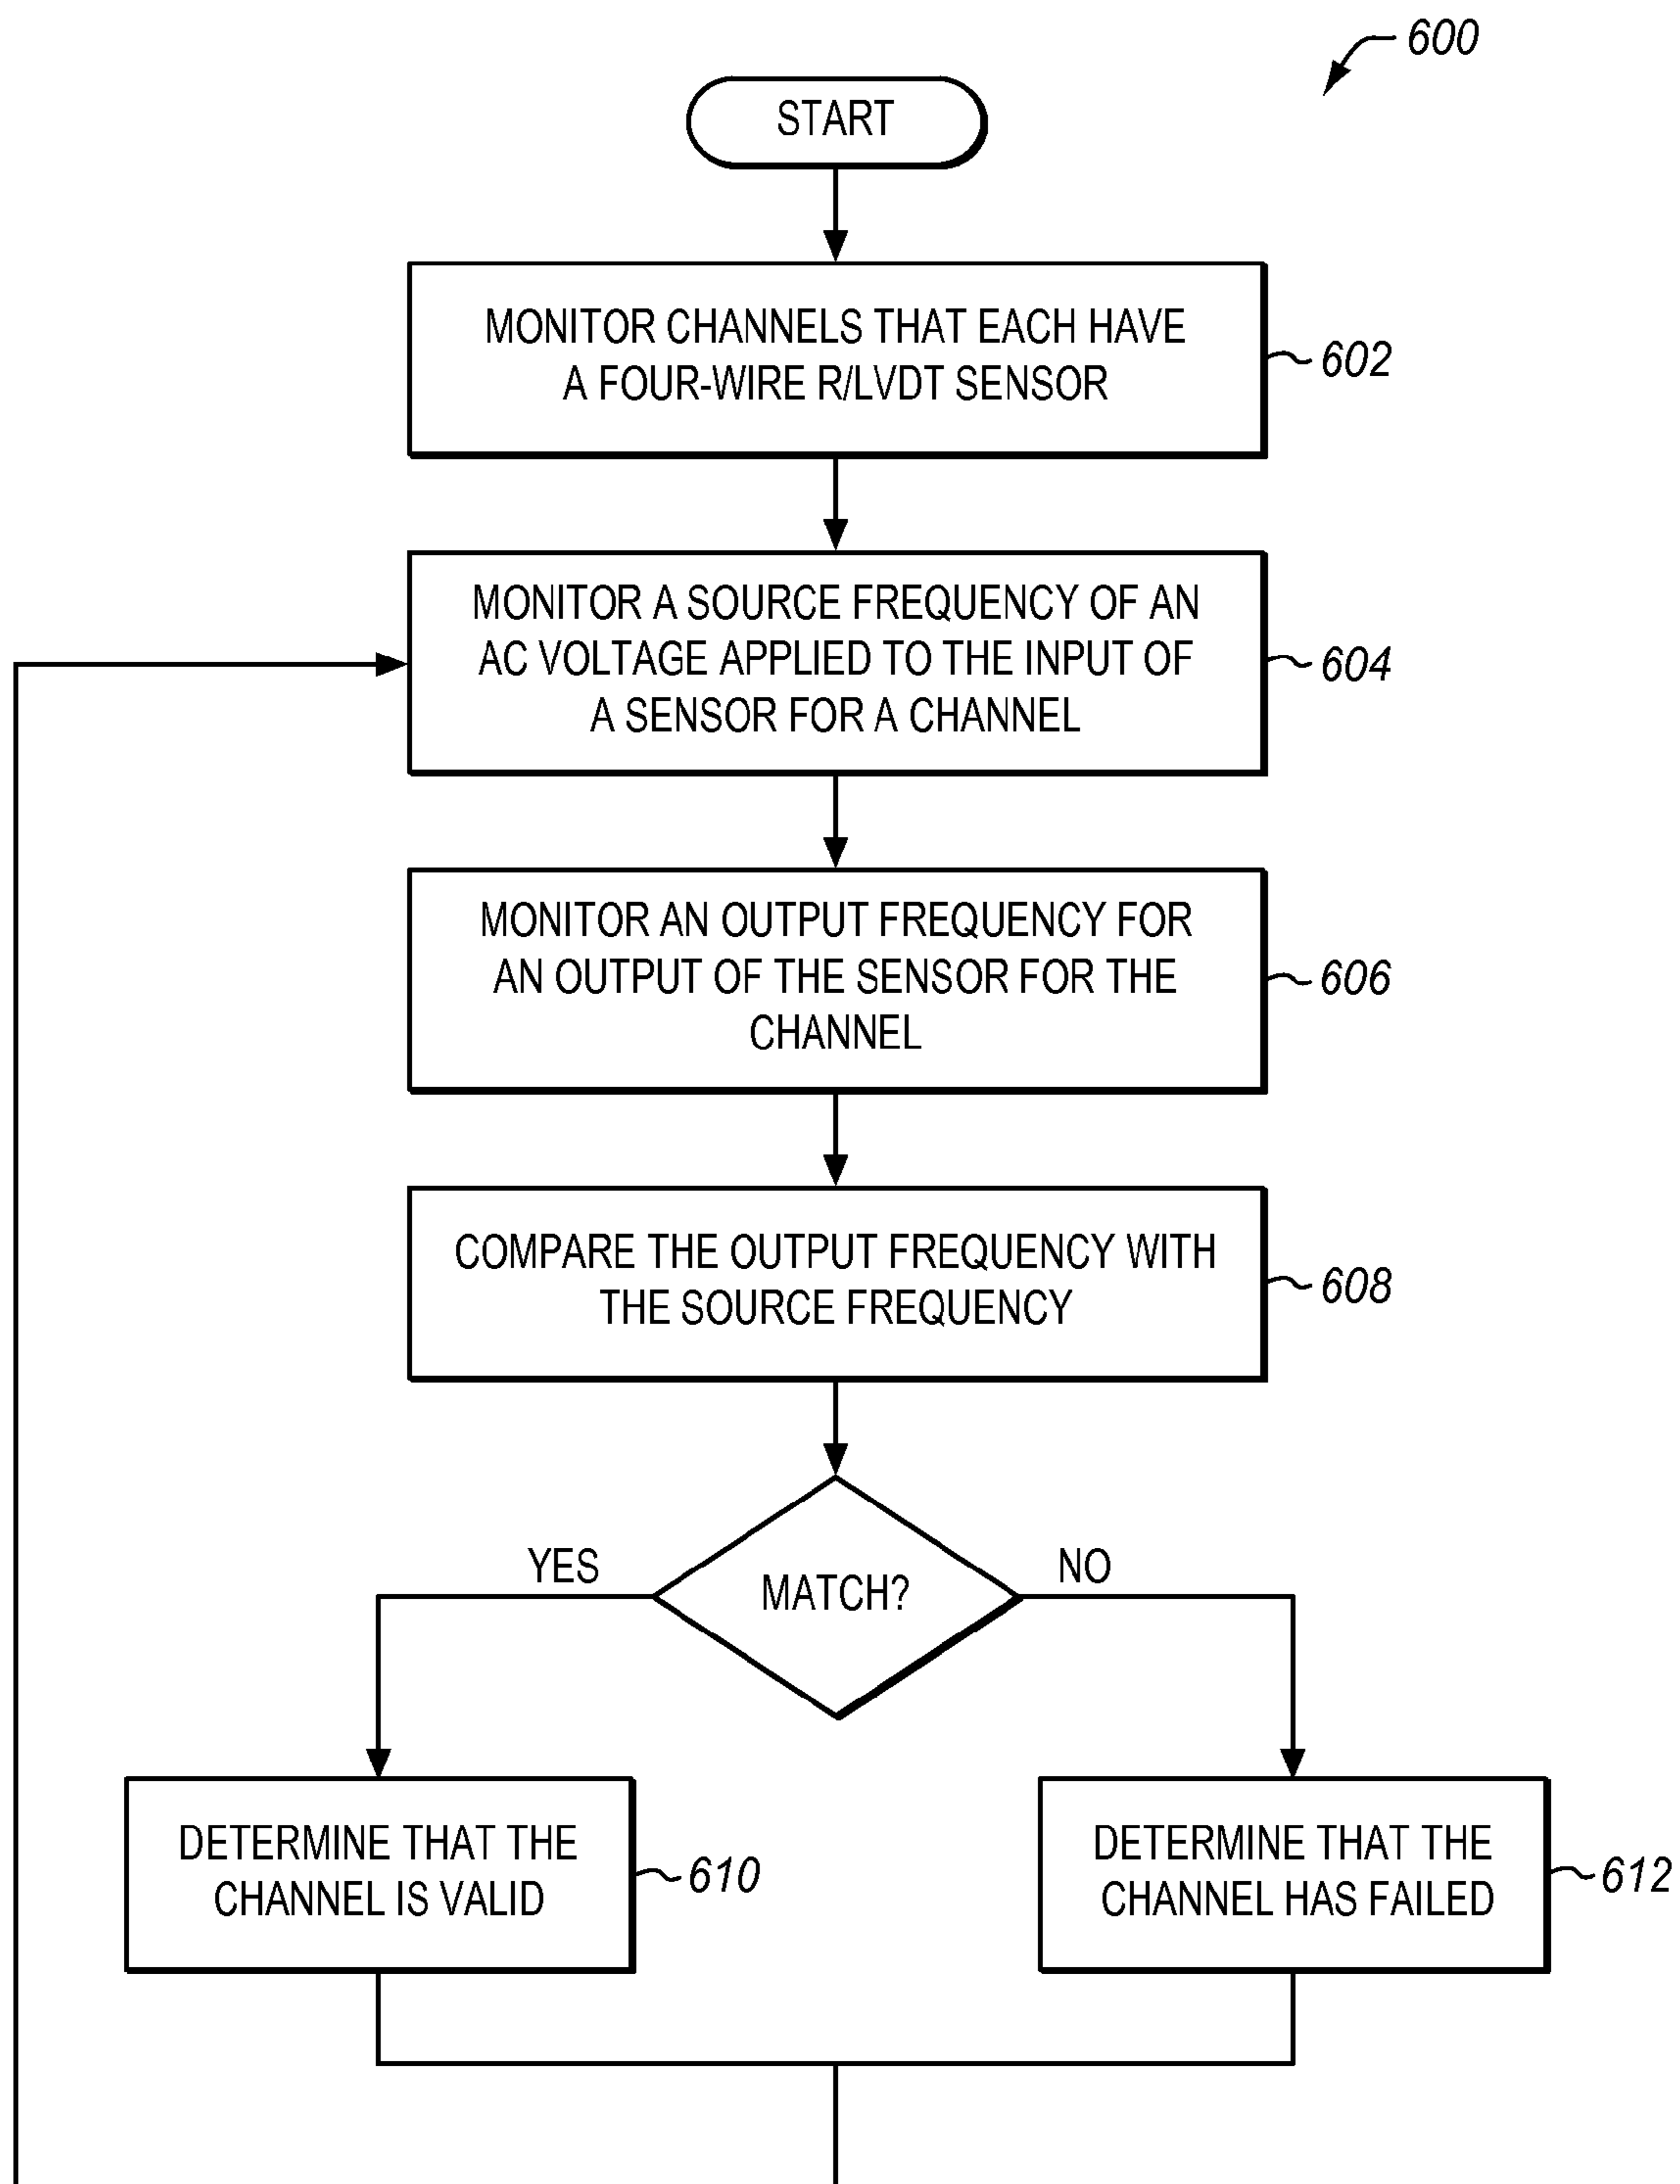 600
START
MONITOR CHANNELS THAT EACH HAVE
A FOUR-WIRE R/LVDT SENSOR
602
MONITOR A SOURCE FREQUENCY OF AN
AC VOLTAGE APPLIED TO THE INPUT OF
A SENSOR FOR A CHANNEL
604
MONITOR AN OUTPUT FREQUENCY FOR
AN OUTPUT OF THE SENSOR FOR THE
CHANNEL
606
COMPARE THE OUTPUT FREQUENCY WITH
THE SOURCE FREQUENCY
608
MATCH?
YES
NO
DETERMINE THAT THE
CHANNEL IS VALID
610
DETERMINE THAT THE
CHANNEL HAS FAILED
612